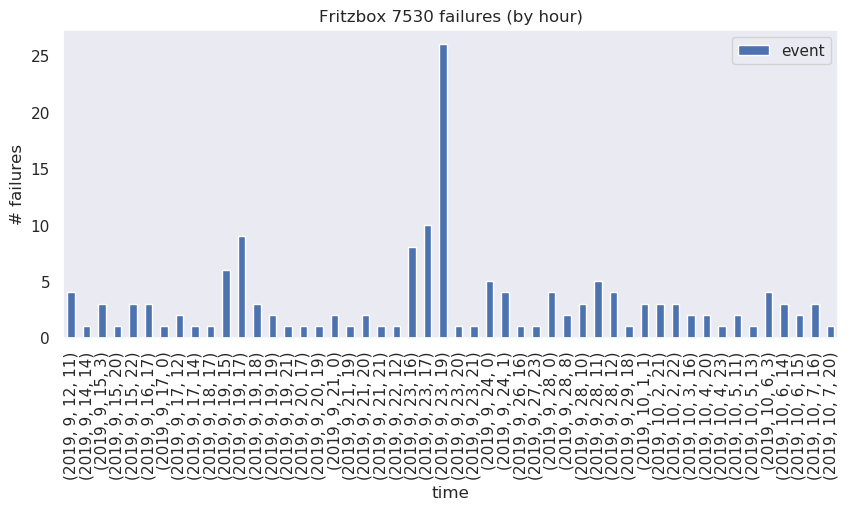 Fritzbox 7530 failures (by hour)
event
# failures
25
20
15
10
5
0
(2019, 9, 12, 11)
(2019, 9, 14, 14)
(2019, 9, 15, 3)
(2019, 9, 15, 20)
(2019, 9, 15, 22)
(2019, 9, 16, 17)
(2019, 9, 17, 0)
(2019, 9, 17, 12)
(2019, 9, 17, 14)
(2019, 9, 18, 17)
(2019, 9, 19, 15)
(2019, 9, 19, 17)
(2019, 9, 19, 18)
(2019, 9, 19, 19)
(2019, 9, 19, 21)
(2019, 9, 20, 17)
(2019, 9, 20, 19)
(2019, 9, 21, 0)
(2019, 9, 21, 19)
(2019, 9, 21, 20)
(2019, 9, 21, 21)
(2019, 9, 22, 12)
(2019, 9, 23, 16)
(2019, 9, 23, 17)
(2019, 9, 23, 19)
(2019, 9, 23, 20)
(2019, 9, 23, 21)
(2019, 9, 24, 0)
(2019, 9, 24, 1)
(2019, 9, 26, 16)
(2019, 9, 27, 23)
(2019, 9, 28, 0)
(2019, 9, 28, 8)
(2019, 9, 28, 10)
(2019, 9, 28, 11)
(2019, 9, 28, 12)
(2019, 9, 29, 18)
(2019, 10, 1, 1)
(2019, 10, 2, 21)
(2019, 10, 2, 22)
(2019, 10, 3, 16)
(2019, 10, 4, 20)
(2019, 10, 4, 23)
(2019, 10, 5, 11)
(2019, 10, 5, 13)
(2019, 10, 6, 3)
(2019, 10, 6, 14)
(2019, 10, 6, 15)
(2019, 10, 7, 16)
(2019, 10, 7, 20)
time